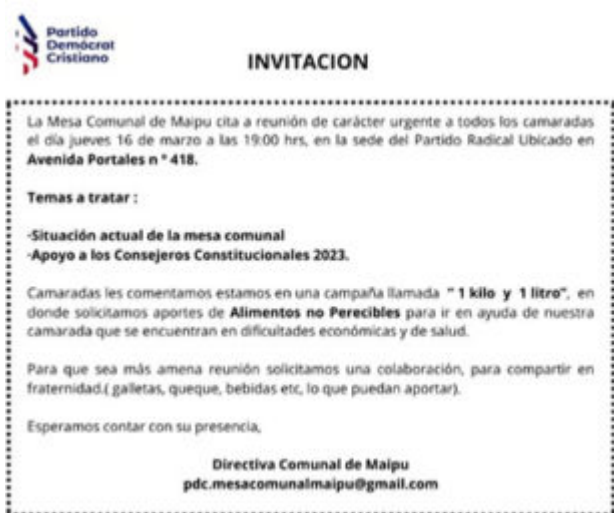 Partido
Demócrat
Cristiano
INVITACION
La Mesa Comunal de Maipu cita a reunión de carácter urgente a todos los camaradas
el día jueves 16 de marzo a las 19:00 hrs, en la sede del Partido Radical Ubicado en
Avenida Portales n ° 418.
Temas a tratar :
-Situación actual de la mesa comunal
-Apoyo a los Consejeros Constitucionales 2023.
Camaradas les comentamos estamos en una campaña llamada " 1 kilo y 1 litro", en
donde solicitamos aportes de Alimentos no Perecibles para ir en ayuda de nuestra
camarada que se encuentran en dificultades económicas y de salud.
Para que sea más amena reunión solicitamos una colaboración, para compartir en
fraternidad.( galletas, queque, bebidas etc, lo que puedan aportar).
Esperamos contar con su presencia,
Directiva Comunal de Maipu
pdc.mesacomunalmaipu@gmail.com